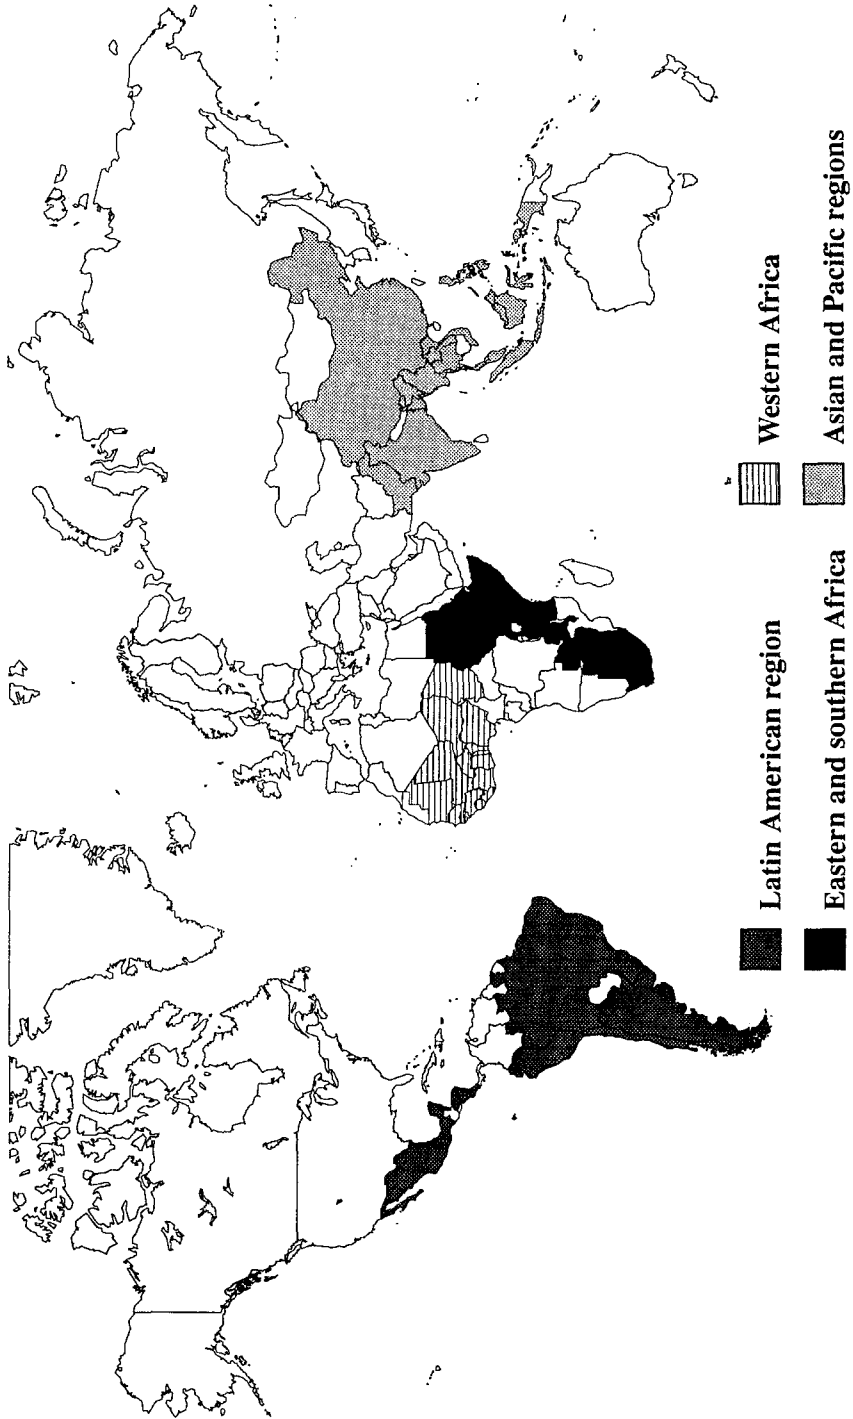 Latin American region
Western Africa
Eastern and southern Africa
Asian and Pacific regions